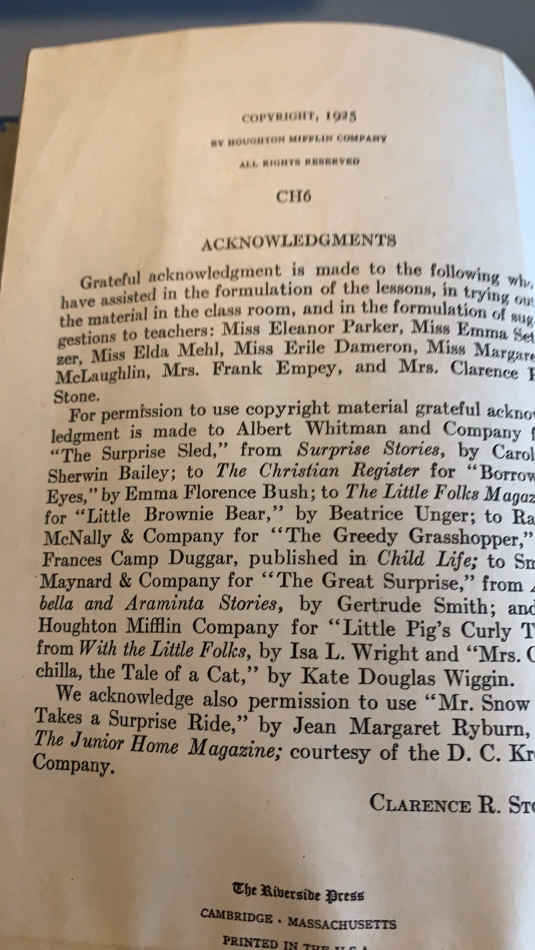 COPYRIGHT, 1925
BY HOUGHTON MIFFLIN COMPANY
ALL RIGHTS RESERVED
CH6
ACKNOWLEDGMENTS
Grateful acknowledgment is made to the following
have assisted in the formulation of the lessons, in trying
the material in the class room, and in the formulation of sug-
gestions to teachers: Miss Eleanor Parker, Miss Emma
zer, Miss Elda Mehl, Miss Erile Dameron, Miss
McLaughlin, Mrs. Frank Empey, and Mrs. Clarence
Stone.
For permission to use copyright material grateful
ledgment is made to Albert Whitman and Company
"The Surprise Sled," from Surprise Stories, by
Sherwin Bailey; to The Christian Register for
Eyes," by Emma Florence Bush; to The Little Folks
for "Little Brownie Bear," by Beatrice Unger; to
McNally & Company for "The Greedy Grasshopper,"
Frances Camp Duggar, published in Child Life; to
Maynard & Company for "The Great Surprise," from
bella and Araminta Stories, by Gertrude Smith; and
Houghton Mifflin Company for "Little Pig's Curly
from With the Little Folks, by Isa L. Wright and "Mrs.
chilla, the Tale of a Cat," by Kate Douglas Wiggin.
We acknowledge also permission to use "Mr. Snow
Takes a Surprise Ride," by Jean Margaret Ryburn,
The Junior Home Magazine; courtesy of the D. C.
Company.
CLARENCE R.
The Riverside Press
CAMBRIDGE · MASSACHUSETTS
PRINTED IN THE U.S.A.